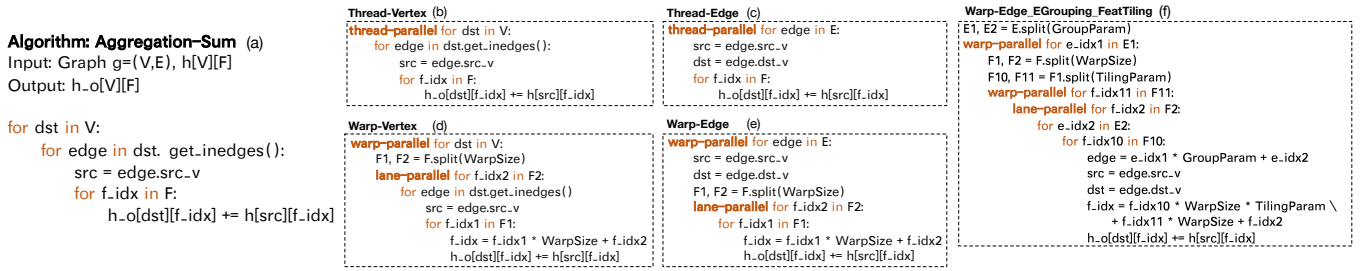 Algorithm: Aggregation-Sum (a)
Input: Graph g=(V,E), h[V][F]
Output: h_o[V][F]
for dst in V:
for edge in dst. get_inedges():
src = edge.src_v
for f_idx in F:
h_o[dst][f_idx] += h[src][f_idx]
Thread-Vertex (b)
thread-parallel for dst in V:
for edge in dst.get_inedges():
src = edge.src_v
for f_idx in F:
h_o[dst][f_idx] += h[src][f_idx]
Thread-Edge (c)
thread-parallel for edge in E:
src = edge.src_v
dst = edge.dst_v
for f_idx in F:
h_o[dst][f_idx] += h[src][f_idx]
Warp-Vertex (d)
warp-parallel for dst in V:
F1, F2 = F.split(WarpSize)
lane-parallel for f_idx2 in F2:
for edge in dst.get_inedges()
src = edge.src_v
for f_idx1 in F1:
f_idx = f_idx1 * WarpSize + f_idx2
h_o[dst][f_idx] += h[src][f_idx]
Warp-Edge (e)
warp-parallel for edge in E:
src = edge.src_v
dst = edge.dst_v
F1, F2 = F.split(WarpSize)
lane-parallel for f_idx2 in F2:
for f_idx1 in F1:
f_idx = f_idx1 * WarpSize + f_idx2
h_o[dst][f_idx] += h[src][f_idx]
Warp-Edge_EGrouping_FeatTiling (f)
E1, E2 = E.split(GroupParam)
warp-parallel for e_idx1 in E1:
F1, F2 = F.split(WarpSize)
F10, F11 = F1.split(TilingParam)
warp-parallel for f_idx11 in F11:
lane-parallel for f_idx2 in F2:
for e_idx2 in E2:
for f_idx10 in F10:
edge = e_idx1 * GroupParam + e_idx2
src = edge.src_v
dst = edge.dst_v
f_idx = f_idx10 * WarpSize * TilingParam \
+ f_idx11 * WarpSize + f_idx2
h_o[dst][f_idx] += h[src][f_idx]